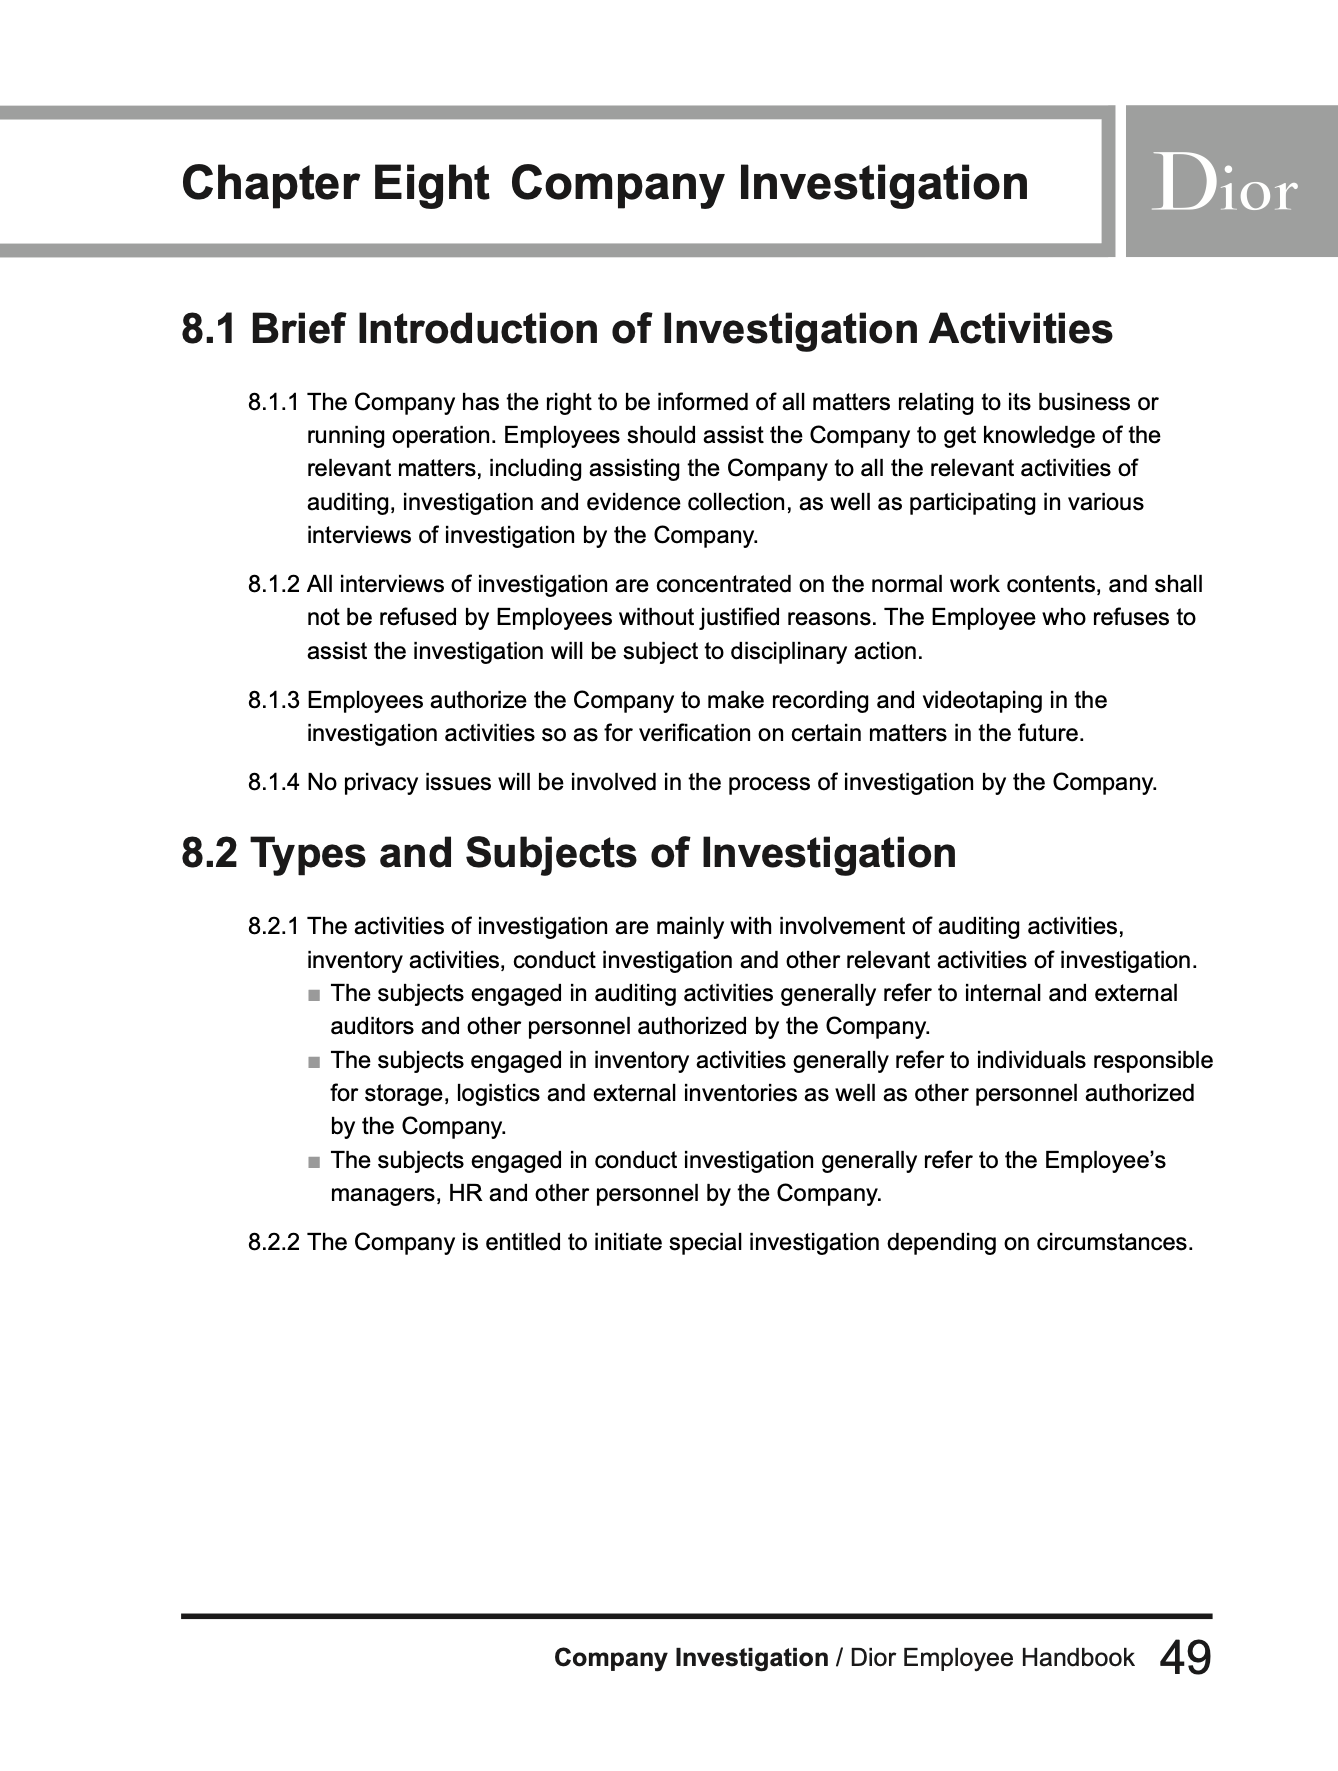 Chapter Eight Company Investigation
Dior
8.1 Brief Introduction of Investigation Activities
8.1.1 The Company has the right to be informed of all matters relating to its business or
running operation. Employees should assist the Company to get knowledge of the
relevant matters, including assisting the Company to all the relevant activities of
auditing, investigation and evidence collection, as well as participating in various
interviews of investigation by the Company.
8.1.2 All interviews of investigation are concentrated on the normal work contents, and shall
not be refused by Employees without justified reasons. The Employee who refuses to
assist the investigation will be subject to disciplinary action.
8.1.3 Employees authorize the Company to make recording and videotaping in the
investigation activities so as for verification on certain matters in the future.
8.1.4 No privacy issues will be involved in the process of investigation by the Company.
8.2 Types and Subjects of Investigation
8.2.1 The activities of investigation are mainly with involvement of auditing activities,
inventory activities, conduct investigation and other relevant activities of investigation.
■ The subjects engaged in auditing activities generally refer to internal and external
auditors and other personnel authorized by the Company.
■ The subjects engaged in inventory activities generally refer to individuals responsible
for storage, logistics and external inventories as well as other personnel authorized
by the Company.
■ The subjects engaged in conduct investigation generally refer to the Employee’s
managers, HR and other personnel by the Company.
8.2.2 The Company is entitled to initiate special investigation depending on circumstances.
Company Investigation / Dior Employee Handbook 49